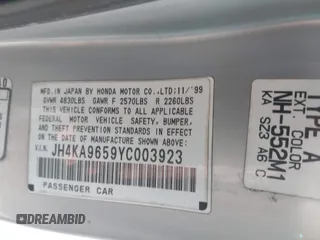 MFD. IN JAPAN BY HONDA MOTOR CO.,LTD:11/'99
GVWR 4830LBS GAWR F 2570LBS R 2260LBS
THIS VEHICLE CONFORMS TO ALL APPLICABLE
FEDERAL MOTOR VEHICLE SAFETY, BUMPER,
AND THEFT PREVENTION STANDARDS IN EFFECT
ON THE DATE OF MANUFACTURE SHOWN ABOVE.
V.I.N. JH4KA9659YC003923
PASSENGER CAR
TYPE A
EXT. COLOR
NH-552M1
KA SZ3 A6 C
DREAMBID